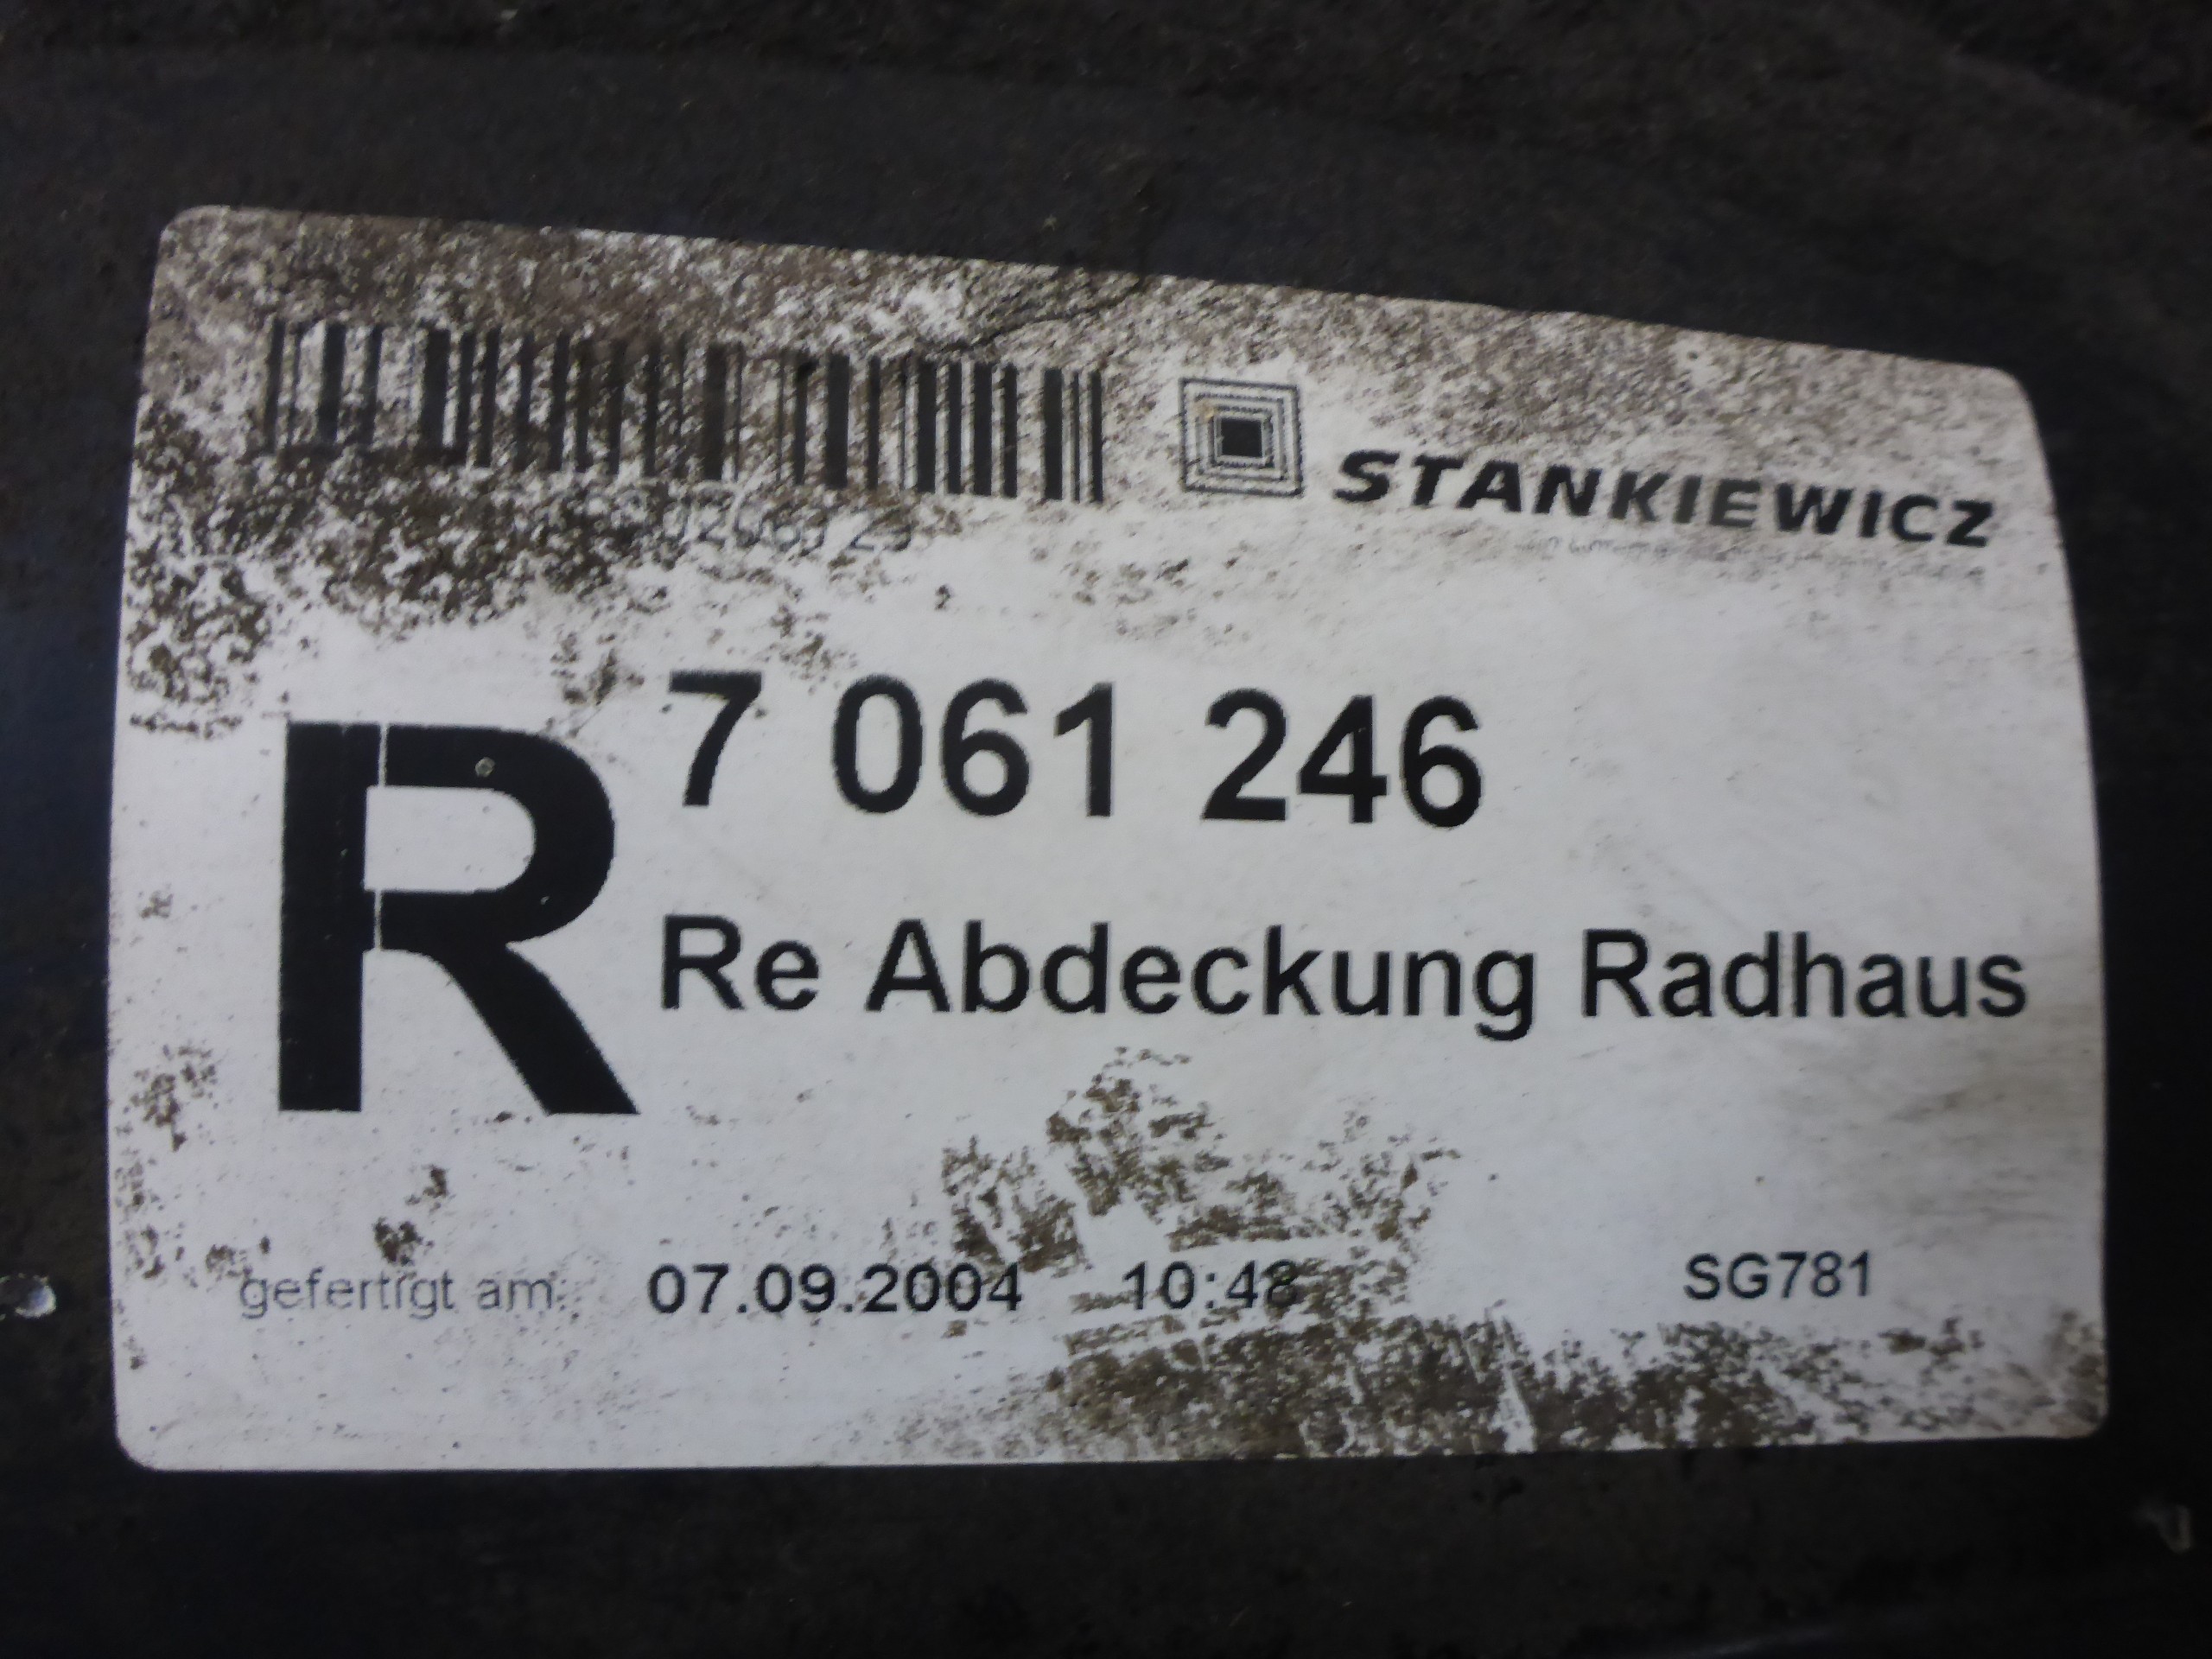 STANKIEWICZ
R
7 061 246
Re Abdeckung Radhaus
gefertigt am: 07.09.2004 10:48 SG781